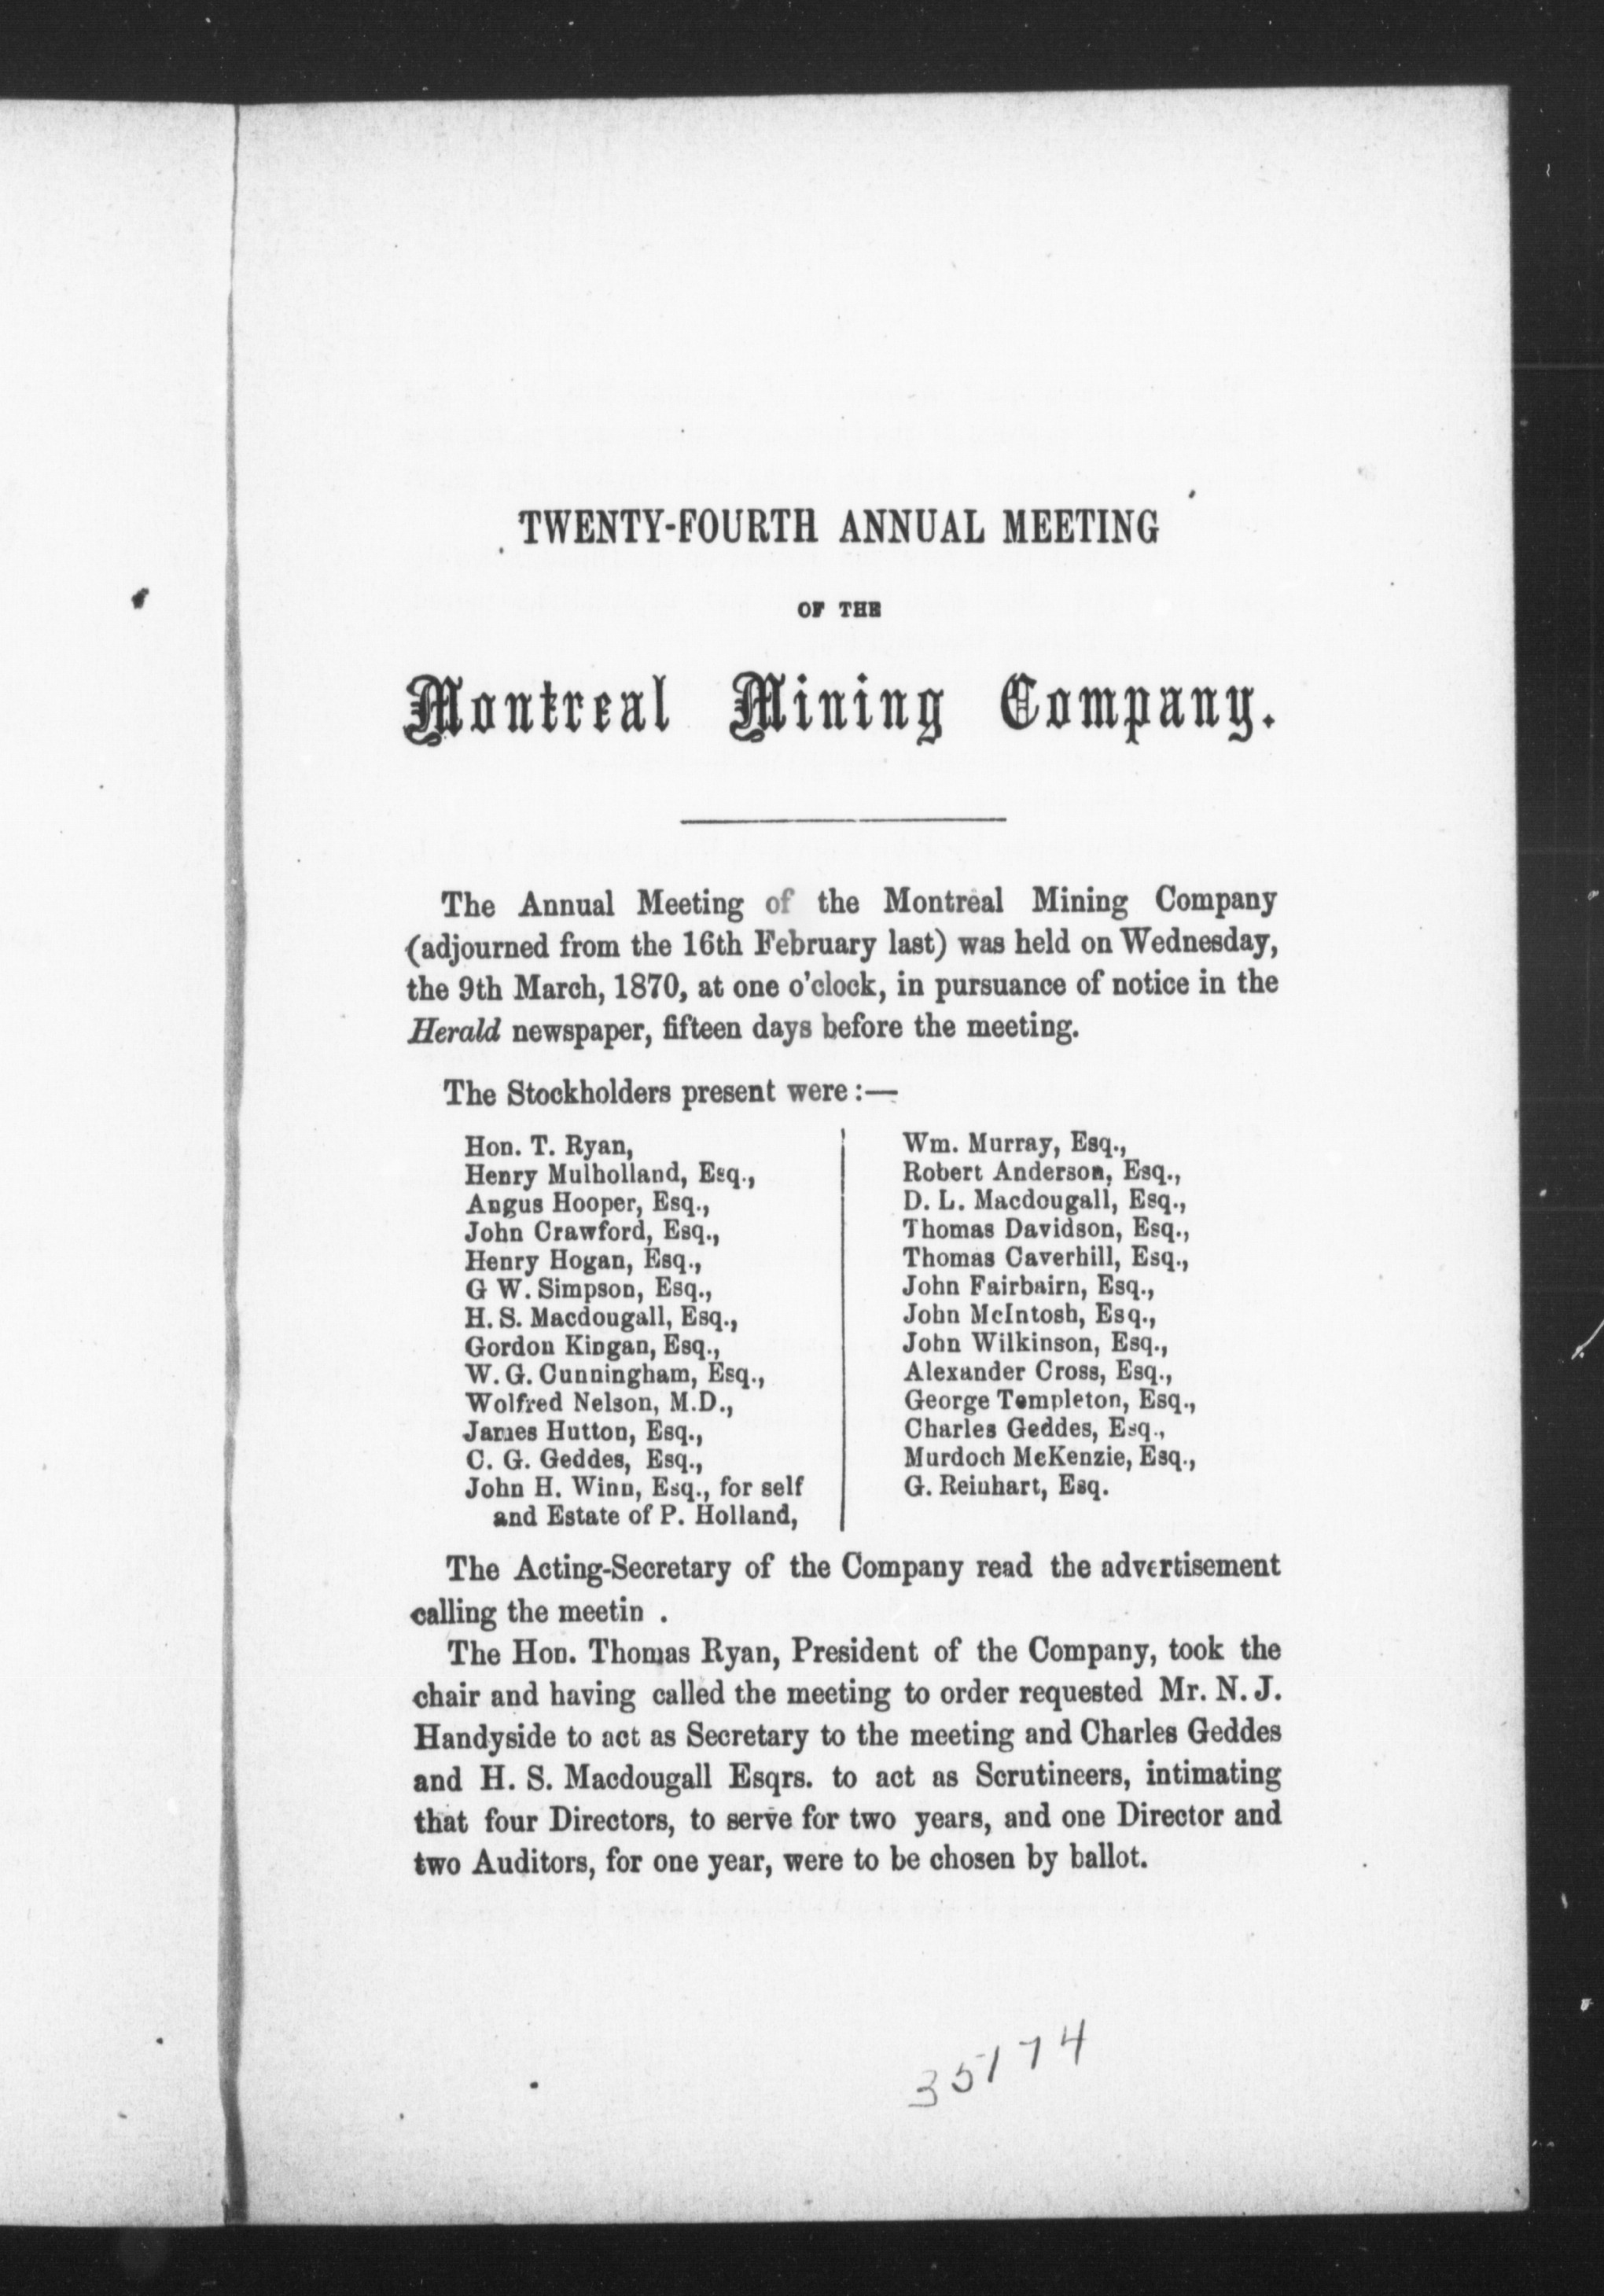 TWENTY-FOURTH ANNUAL MEETING
OF THE
Montreal Mining Company.
The Annual Meeting of the Montreal Mining Company
(adjourned from the 16th February last) was held on Wednesday,
the 9th March, 1870, at one o'clock, in pursuance of notice in the
Herald newspaper, fifteen days before the meeting.
The Stockholders present were :—
Hon. T. Ryan,
Henry Mulholland, Esq.,
Angus Hooper, Esq.,
John Crawford, Esq.,
Henry Hogan, Esq.,
G W. Simpson, Esq.,
H. S. Macdougall, Esq.,
Gordon Kingan, Esq.,
W. G. Cunningham, Esq.,
Wolfred Nelson, M.D.,
James Hutton, Esq.,
C. G. Geddes, Esq.,
John H. Winn, Esq., for self
and Estate of P. Holland,
Wm. Murray, Esq.,
Robert Anderson, Esq.,
D. L. Macdougall, Esq.,
Thomas Davidson, Esq.,
Thomas Caverhill, Esq.,
John Fairbairn, Esq.,
John McIntosh, Esq.,
John Wilkinson, Esq.,
Alexander Cross, Esq.,
George Templeton, Esq.,
Charles Geddes, Esq.,
Murdoch McKenzie, Esq.,
G. Reinhart, Esq.
The Acting-Secretary of the Company read the advertisement
calling the meetin .
The Hon. Thomas Ryan, President of the Company, took the
chair and having called the meeting to order requested Mr. N. J.
Handyside to act as Secretary to the meeting and Charles Geddes
and H. S. Macdougall Esqrs. to act as Scrutineers, intimating
that four Directors, to serve for two years, and one Director and
two Auditors, for one year, were to be chosen by ballot.
35174